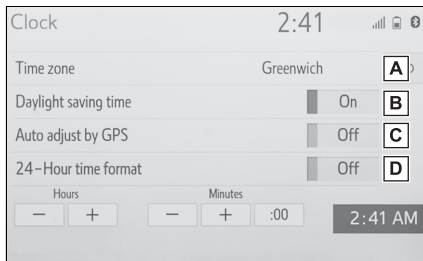 Clock 2:41
Time zone Greenwich A
Daylight saving time On B
Auto adjust by GPS Off C
24-Hour time format Off D
Hours Minutes
- + - + :00 2:41 AM